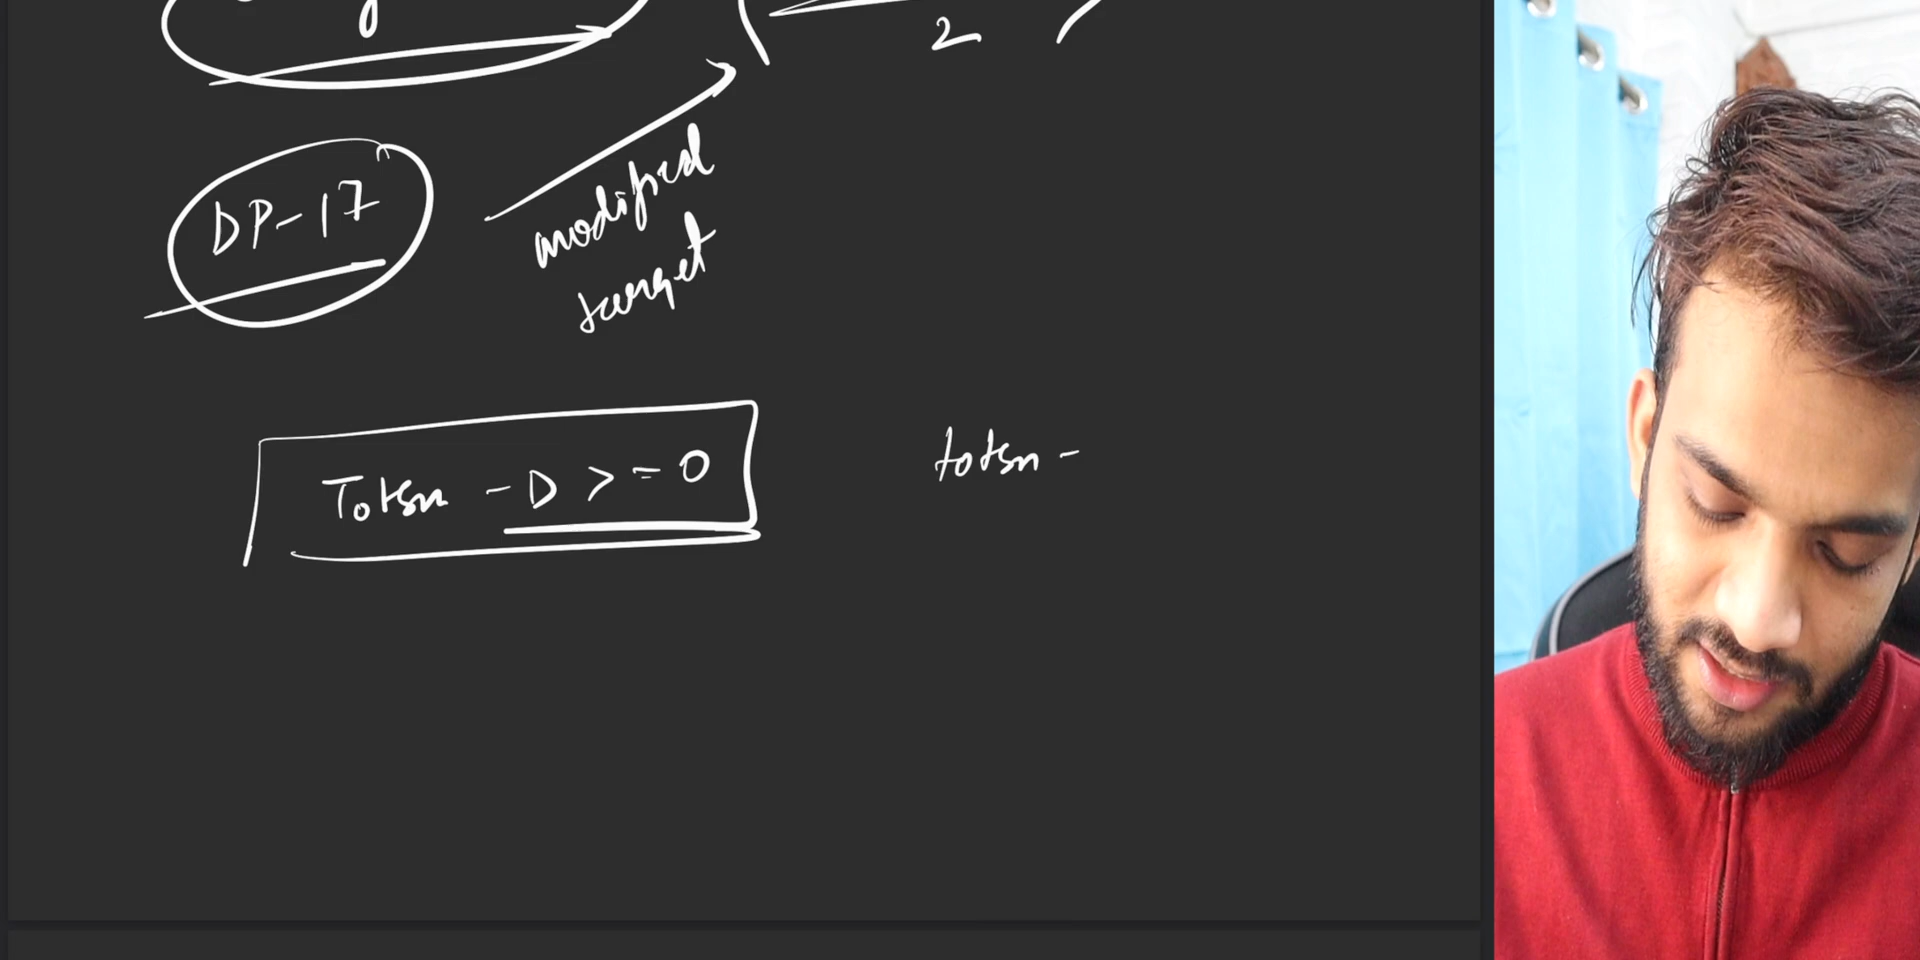 2
DP-17
modified
target
Totsm - D >= 0
totsm -